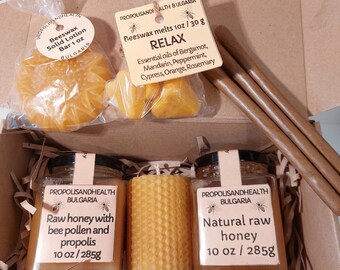 PROPOLISANDHEALTH
Beeswax
Solid Lotion
Bar 1 oz
BULGARIA
PROPOLISANDHEALTH BULGARIA
Beeswax melts 1oz / 30 g
RELAX
Essential oils of Bergamot,
Mandarin, Peppermint,
Cypress, Orange, Rosemary
PROPOLISANDHEALTH
BULGARIA
Raw honey with
bee pollen and
propolis
10 oz / 285g
PROPOLISANDHEALTH
BULGARIA
Natural raw
honey
10 oz / 285g